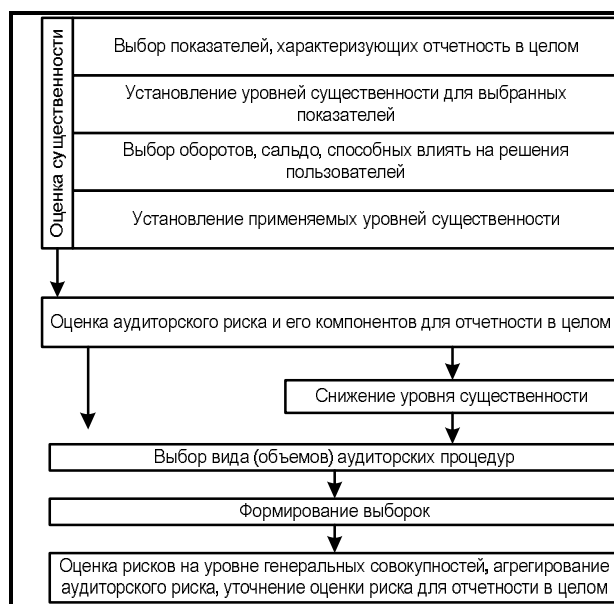 Оценка существенности
Выбор показателей, характеризующих отчетность в целом
Установление уровней существенности для выбранных
показателей
Выбор оборотов, сальдо, способных влиять на решения
пользователей
Установление применяемых уровней существенности
Оценка аудиторского риска и его компонентов для отчетности в целом
Снижение уровня существенности
Выбор вида (объемов) аудиторских процедур
Формирование выборок
Оценка рисков на уровне генеральных совокупностей, агрегирование
аудиторского риска, уточнение оценки риска для отчетности в целом